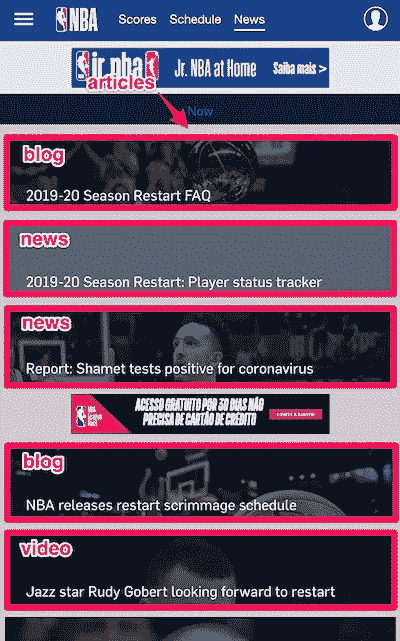 NBA Scores Schedule News
jr. nba Jr. NBA at Home Saiba mais >
articles
Now
blog
2019-20 Season Restart FAQ
news
2019-20 Season Restart: Player status tracker
news
Report: Shamet tests positive for coronavirus
ACESSO GRATUITO POR 30 DIAS NÃO
PRECISA DE CARTÃO DE CRÉDITO
blog
NBA releases restart scrimmage schedule
video
Jazz star Rudy Gobert looking forward to restart